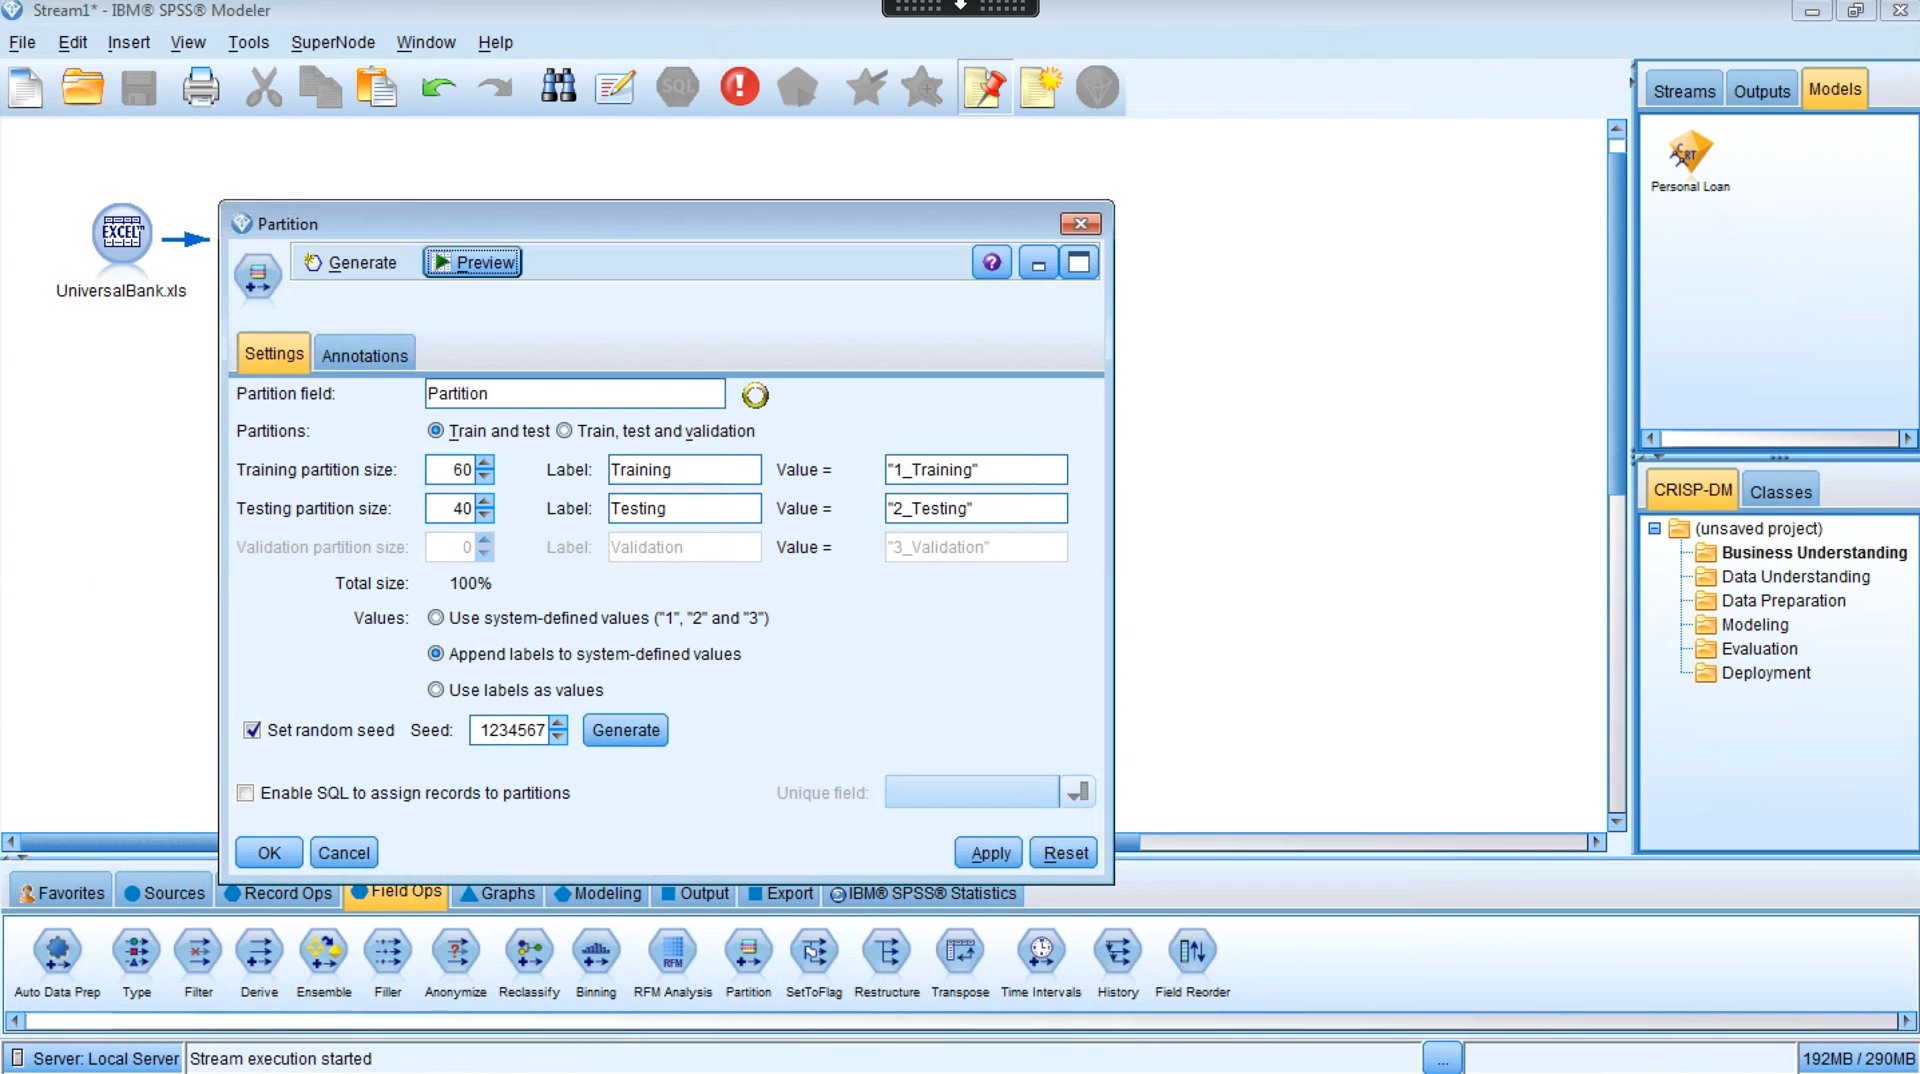 Stream1* - IBM® SPSS® Modeler
File Edit Insert View Tools SuperNode Window Help
SQL
Streams Outputs Models
CRT
Personal Loan
EXCEL™
UniversalBank.xls
Partition
Generate Preview
Settings Annotations
Partition field: Partition
Partitions: Train and test Train, test and validation
Training partition size: 60 Label: Training Value = "1_Training"
Testing partition size: 40 Label: Testing Value = "2_Testing"
Validation partition size: 0 Label: Validation Value = "3_Validation"
Total size: 100%
Values: Use system-defined values ("1", "2" and "3")
Append labels to system-defined values
Use labels as values
Set random seed Seed: 1234567 Generate
Enable SQL to assign records to partitions Unique field:
OK Cancel Apply Reset
CRISP-DM Classes
(unsaved project)
Business Understanding
Data Understanding
Data Preparation
Modeling
Evaluation
Deployment
Favorites Sources Record Ops Field Ops Graphs Modeling Output Export IBM® SPSS® Statistics
RFM
Auto Data Prep Type Filter Derive Ensemble Filler Anonymize Reclassify Binning RFM Analysis Partition SetToFlag Restructure Transpose Time Intervals History Field Reorder
Server: Local Server Stream execution started ... 192MB / 290MB